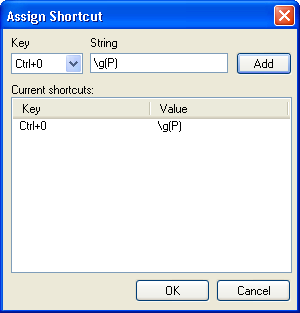 Assign Shortcut
Key String
Ctrl+0 \g(P) Add
Current shortcuts:
Key Value
Ctrl+0 \g(P)
OK Cancel